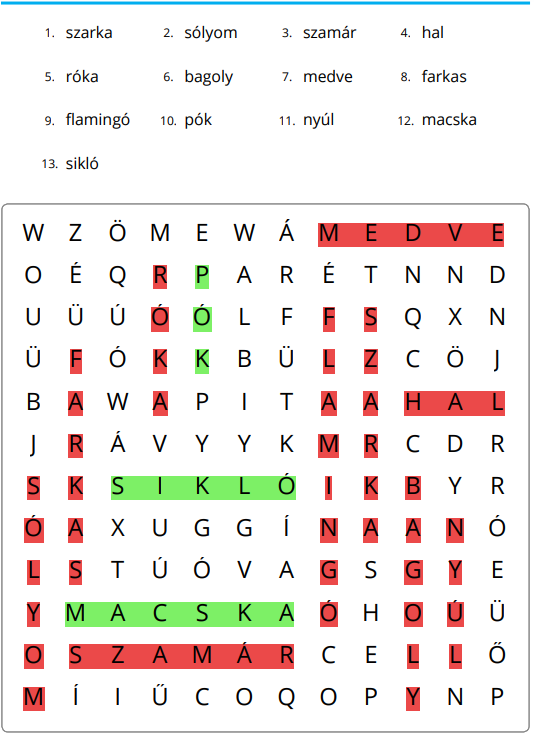 1. szarka 2. sólyom 3. szamár 4. hal
5. róka 6. bagoly 7. medve 8. farkas
9. flamingó 10. pók 11. nyúl 12. macska
13. sikló
W Z Ö M E W Á M E D V E
O É Q R P A R É T N N D
U Ü Ú Ó Ó L F F S Q X N
Ü F Ó K K B Ü L Z C Ö J
B A W A P I T A A H A L
J R Á V Y Y K M R C D R
S K S I K L Ó I K B Y R
Ó A X U G G Í N A A N Ó
L S T Ú Ó V A G S G Y E
Y M A C S K A Ó H O Ú Ü
O S Z A M Á R C E L L Ő
M Í I Ű C O Q O P Y N P